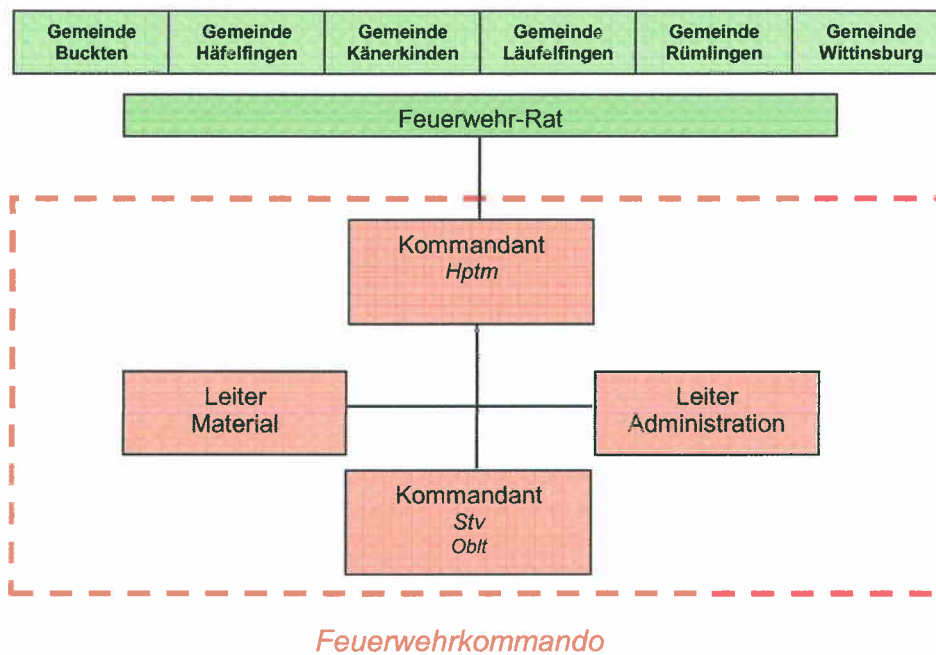 Gemeinde
Buckten
Gemeinde
Häfelfingen
Gemeinde
Känerkinden
Gemeinde
Läufelfingen
Gemeinde
Rümlingen
Gemeinde
Wittinsburg
Feuerwehr-Rat
Kommandant
Hptm
Leiter
Material
Leiter
Administration
Kommandant
Stv
Oblt
Feuerwehrkommando